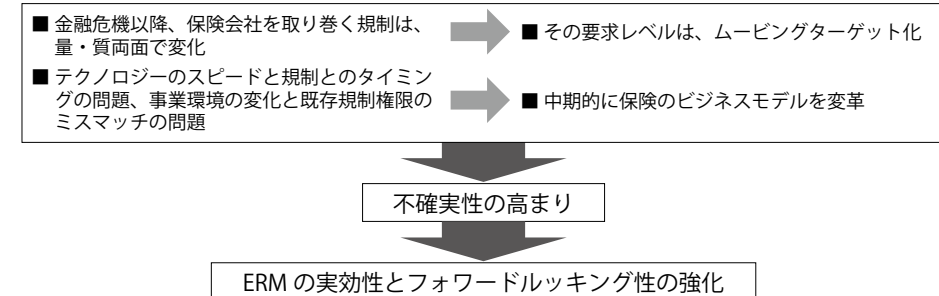 ■ 金融危機以降、保険会社を取り巻く規制は、
量・質両面で変化
■ その要求レベルは、ムービングターゲット化
■ テクノロジーのスピードと規制とのタイミン
グの問題、事業環境の変化と既存規制権限の
ミスマッチの問題
■ 中期的に保険のビジネスモデルを変革
不確実性の高まり
ERM の実効性とフォワードルッキング性の強化